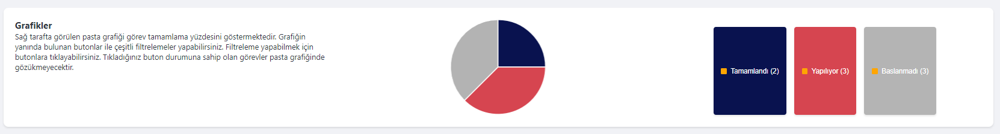 Grafikler
Sağ tarafta görülen pasta grafiği görev tamamlama yüzdesini göstermektedir. Grafiğin
yanında bulunan butonlar ile çeşitli filtrelemeler yapabilirsiniz. Filtreleme yapabilmek için
butonlara tıklayabilirsiniz. Tıkladığınız buton durumuna sahip olan görevler pasta grafiğinde
gözükmeyecektir.
Tamamlandı (2)
Yapılıyor (3)
Baslanmadı (3)